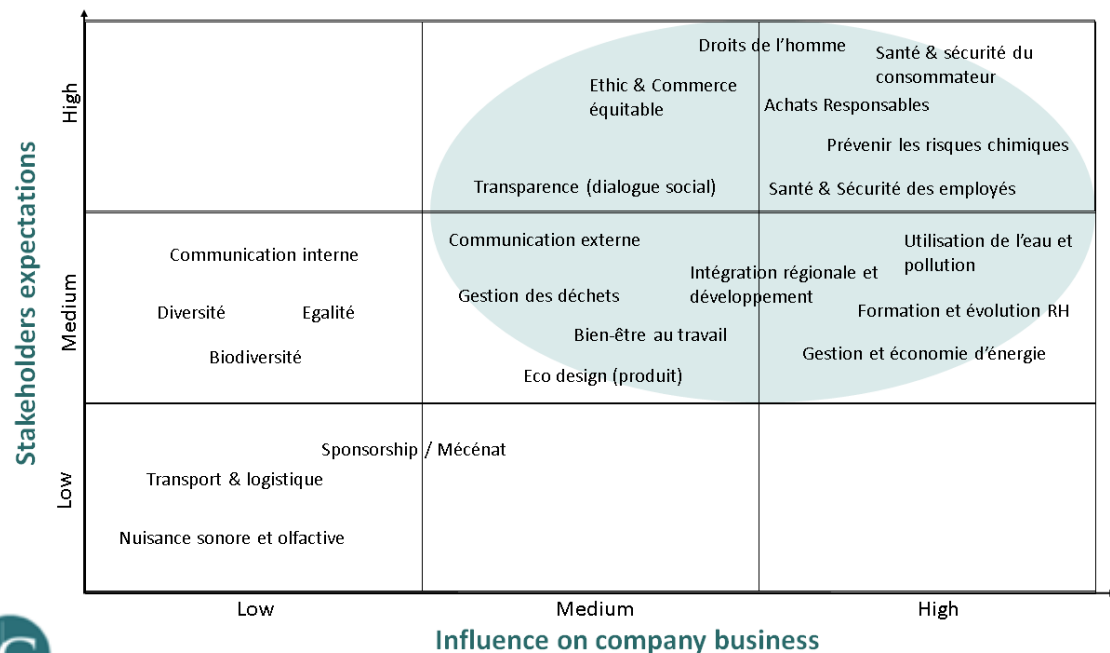 Stakeholders expectations
High
Medium
Low
Droits de l'homme
Santé & sécurité du
consommateur
Ethic & Commerce
équitable
Achats Responsables
Prévenir les risques chimiques
Transparence (dialogue social)
Santé & Sécurité des employés
Communication interne
Diversité
Egalité
Biodiversité
Communication externe
Gestion des déchets
Intégration régionale et
développement
Bien-être au travail
Eco design (produit)
Utilisation de l'eau et
pollution
Formation et évolution RH
Gestion et économie d'énergie
Sponsorship / Mécénat
Transport & logistique
Nuisance sonore et olfactive
Low
Medium
High
Influence on company business